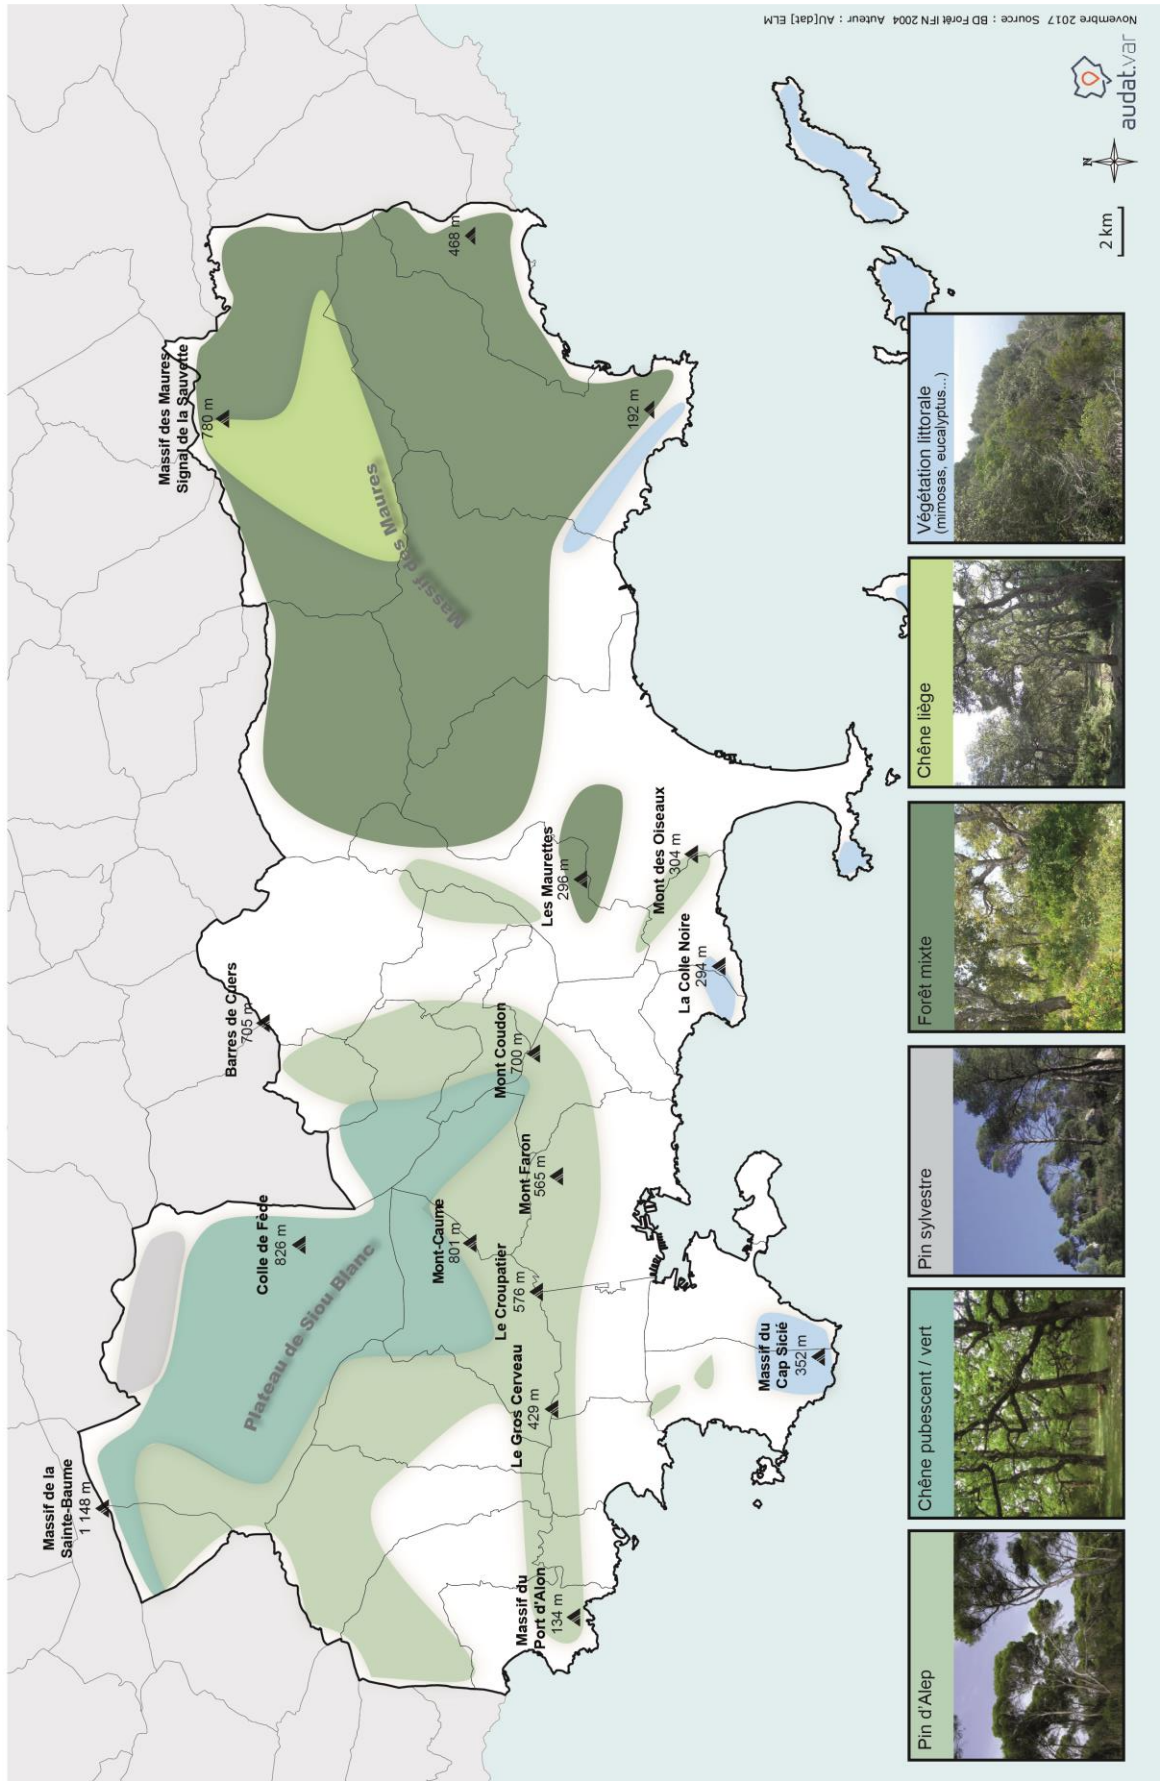 Massif de la
Sainte-Baume
1 148 m
Colle de Fède
826 m
Plateau de Siou Blanc
Barres de Cuers
705 m
Massif des Maures
Signal de la Sauvette
780 m
Massif des Maures
468 m
192 m
Mont-Caume
801 m
Massif du
Port d'Alon
134 m
Le Gros Cerveau
429 m
Le Croupatier
576 m
Mont-Faron
565 m
Mont Coudon
700 m
Les Maurettes
296 m
Mont des Oiseaux
304 m
La Colle Noire
294 m
Massif du
Cap Sicié
352 m
Pin d'Alep
Chêne pubescent / vert
Pin sylvestre
Forêt mixte
Chêne liège
Végétation littorale
(mimosas, eucalyptus...)
2 km
N
audat.var
Novembre 2017 Source : BD Forêt IFN 2004 Auteur : AU[dat] ELM